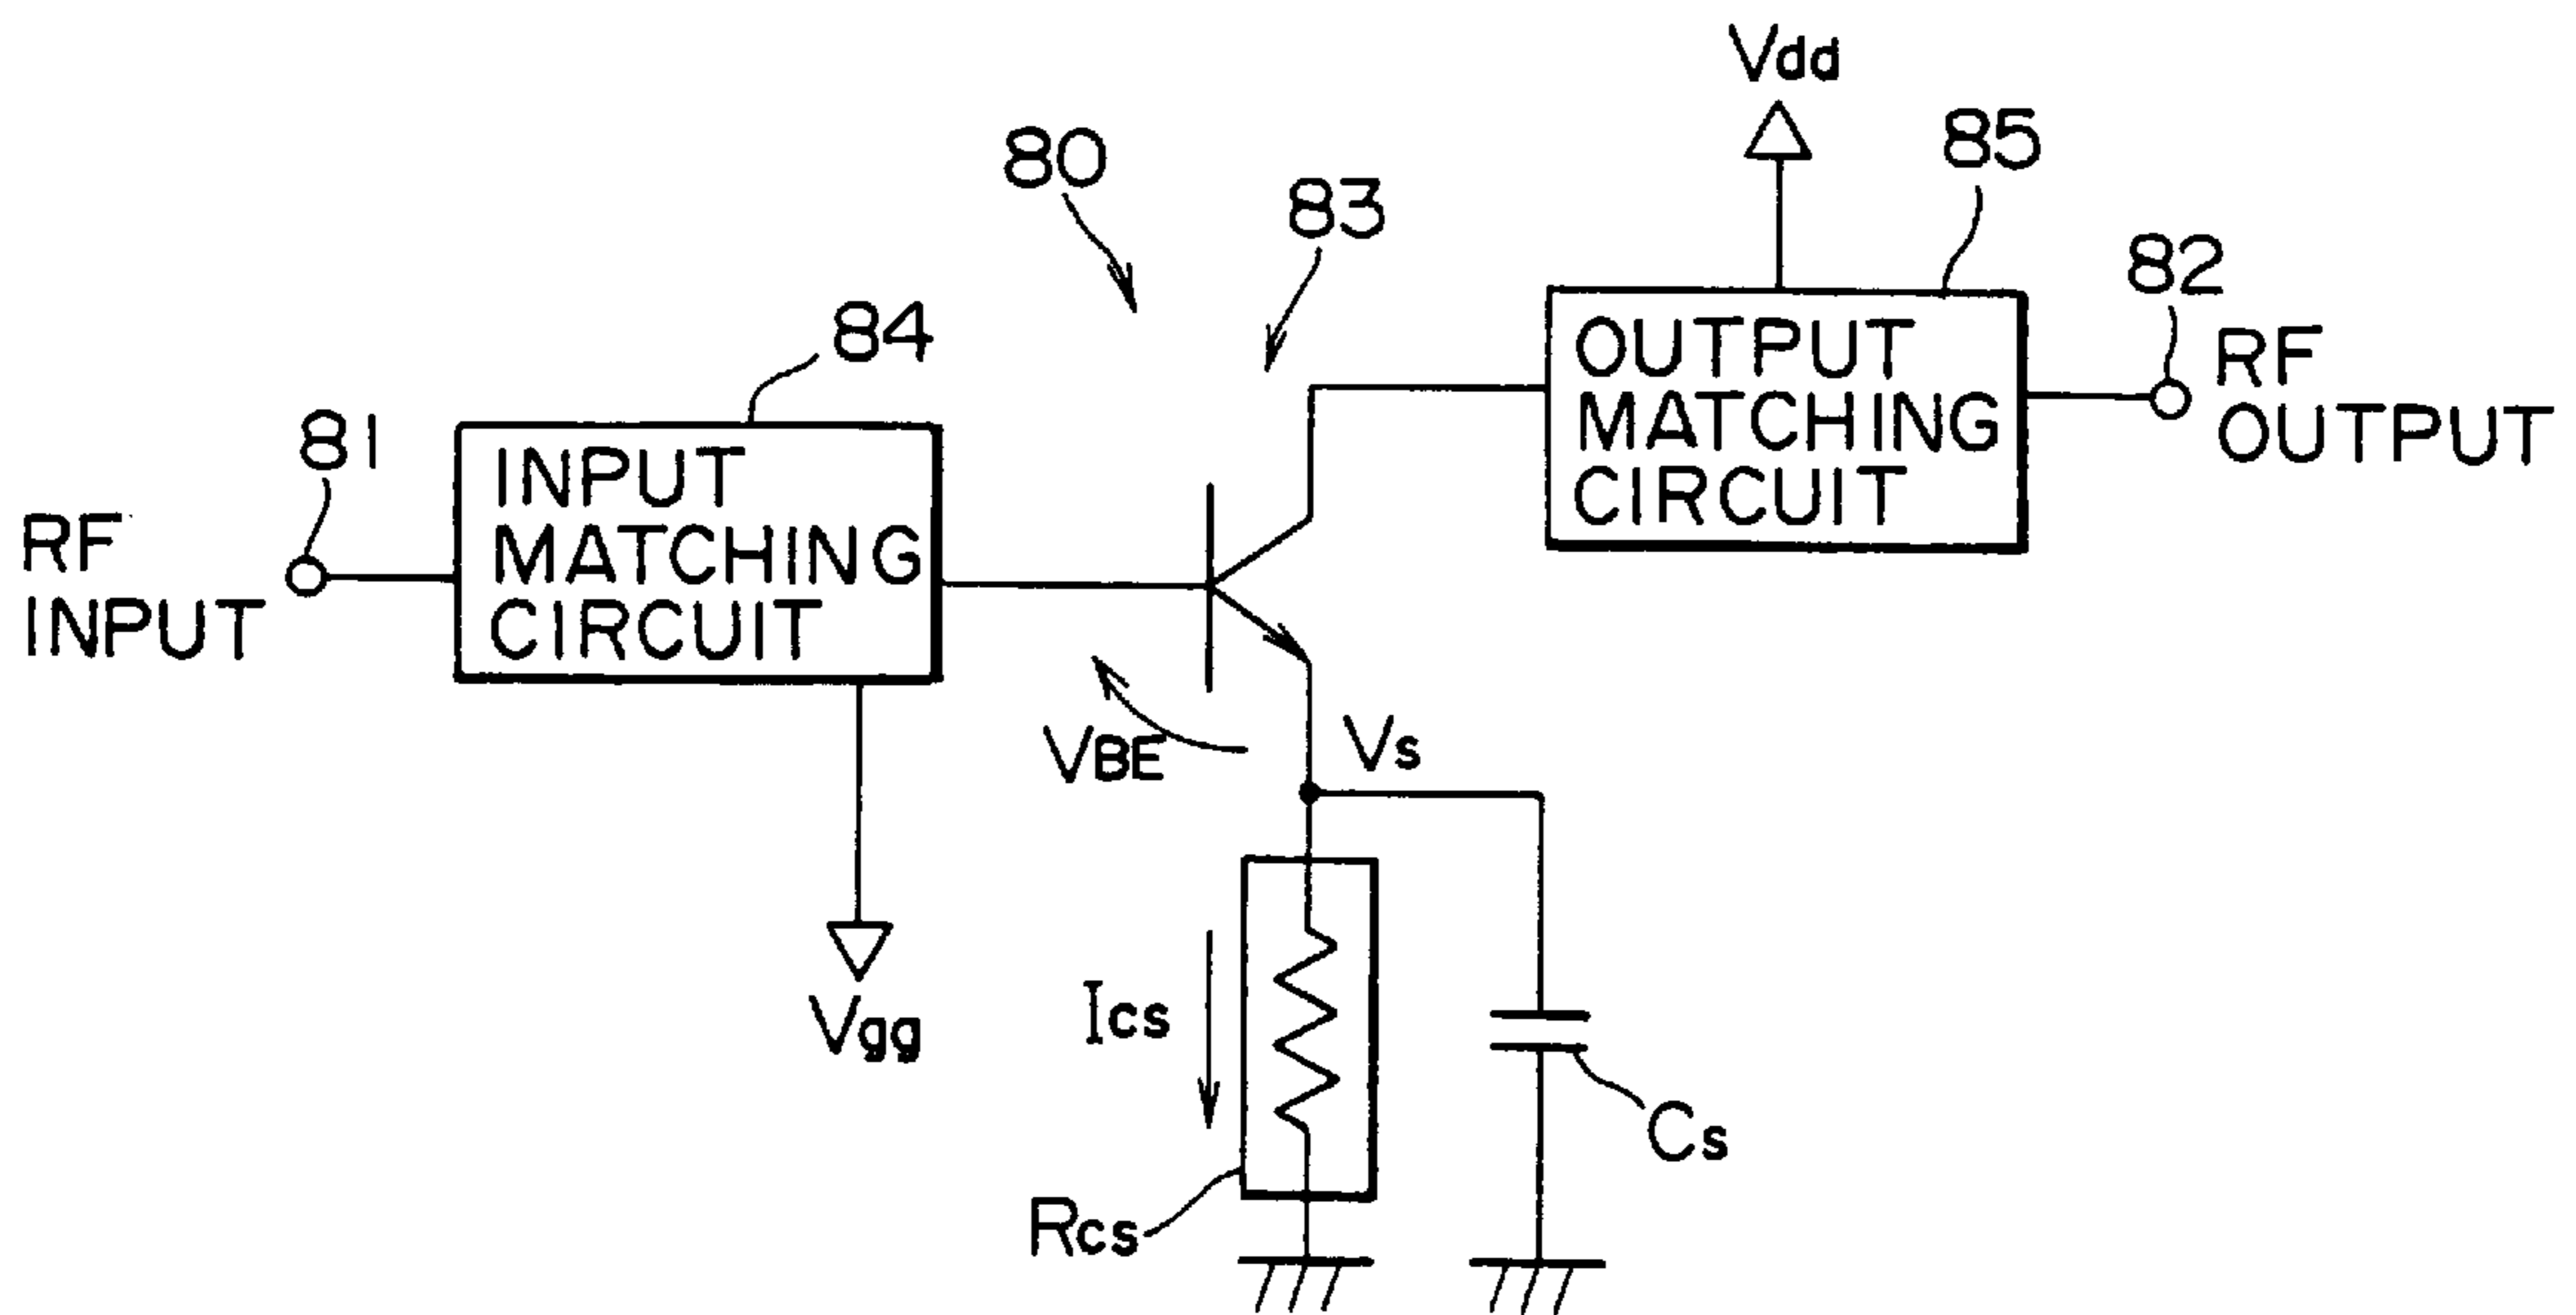 Vdd
80
83
85
82
RF
OUTPUT
OUTPUT
MATCHING
CIRCUIT
84
81
RF
INPUT
INPUT
MATCHING
CIRCUIT
VBE
Vs
Vgg
Ics
Cs
Rcs